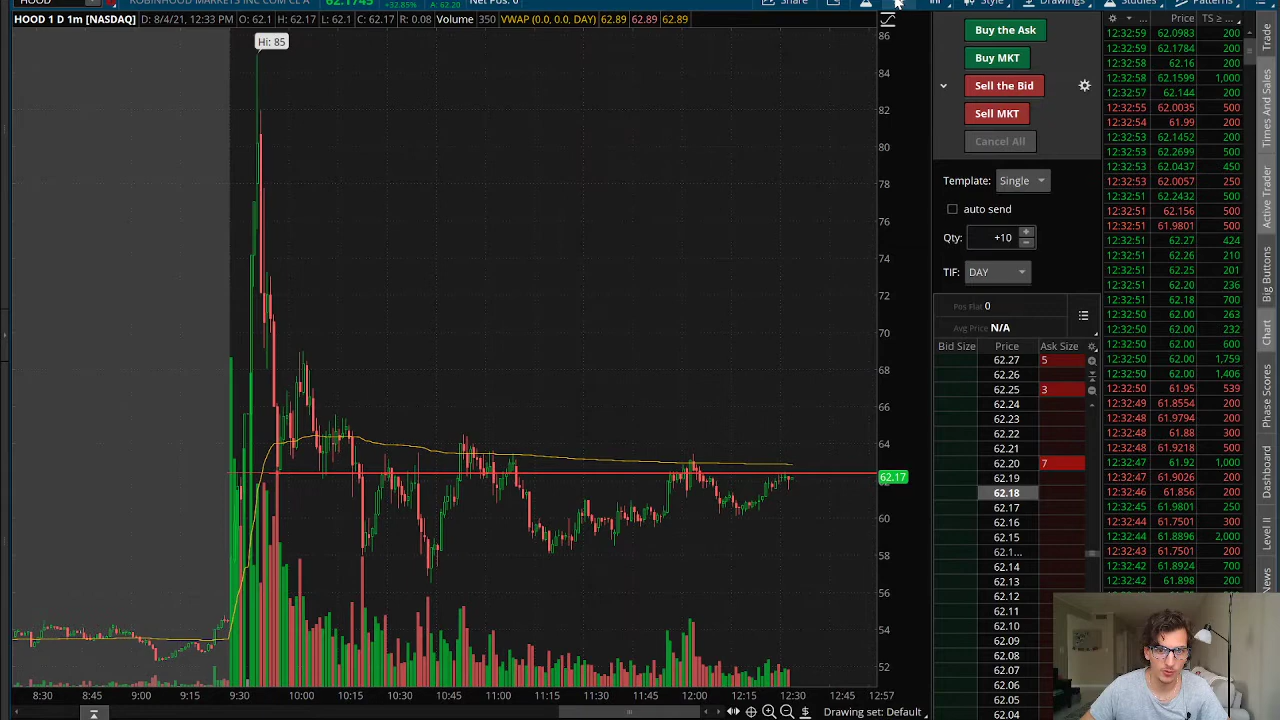 HOOD
ROBINHOOD MARKETS INC COM CL A
62.1745
+32.85%
A: 62.20
Net Pos: 0
Share
Style
Drawings
Studies
Patterns
HOOD 1 D 1m [NASDAQ] D: 8/4/21, 12:33 PM O: 62.1 H: 62.17 L: 62.1 C: 62.17 R: 0.08 Volume 350 VWAP (0.0, 0.0, DAY) 62.89 62.89 62.89
Hi: 85
86
84
82
80
78
76
74
72
70
68
66
64
62.17
60
58
56
54
52
8:30 8:45 9:00 9:15 9:30 10:00 10:15 10:30 10:45 11:00 11:15 11:30 11:45 12:00 12:15 12:30 12:45 12:57
Drawing set: Default
Buy the Ask
Buy MKT
Sell the Bid
Sell MKT
Cancel All
Template: Single
auto send
Qty: +10
TIF: DAY
Pos Flat 0
Avg Price N/A
Bid Size Price Ask Size
62.27 5
62.26
62.25 3
62.24
62.23
62.22
62.21
62.20 7
62.19
62.18
62.17
62.16
62.15
62.1...
62.14
62.13
62.12
62.11
62.10
62.09
62.08
62.07
62.06
62.05
62.04
... Price TS ≥ ...
12:32:59 62.0983 200
12:32:59 62.1784 200
12:32:58 62.16 200
12:32:58 62.1599 1,000
12:32:57 62.144 200
12:32:55 62.0035 500
12:32:54 61.99 200
12:32:53 62.1452 200
12:32:53 62.2699 500
12:32:53 62.0437 450
12:32:53 62.0057 250
12:32:51 62.2432 500
12:32:51 62.156 500
12:32:51 61.9801 500
12:32:51 62.27 424
12:32:51 62.26 210
12:32:51 62.25 201
12:32:51 62.20 236
12:32:51 62.18 700
12:32:50 62.00 263
12:32:50 62.00 232
12:32:50 62.00 600
12:32:50 62.00 1,759
12:32:50 62.00 1,406
12:32:50 61.95 539
12:32:49 61.8554 200
12:32:48 61.9794 200
12:32:48 61.88 300
12:32:48 61.9218 500
12:32:47 61.92 1,000
12:32:47 61.9026 200
12:32:46 61.856 200
12:32:45 61.9801 250
12:32:44 61.7501 300
12:32:44 61.8896 2,000
12:32:43 61.7501 200
12:32:42 61.8924 700
12:32:42 61.898 200
Trade
Times And Sales
Active Trader
Big Buttons
Chart
Phase Scores
Dashboard
Level II
News